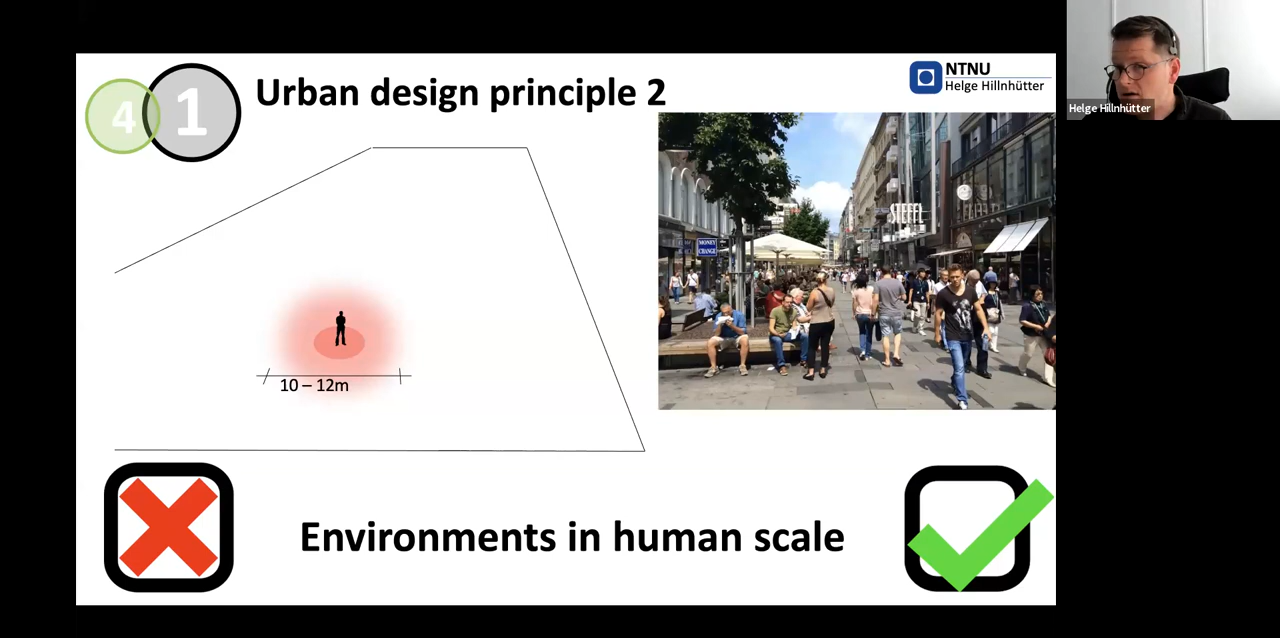 4
1
Urban design principle 2
NTNU
Helge Hillnhütter
Helge Hillnhütter
MONEY
CHANGE
STEFFL
10 – 12m
Environments in human scale